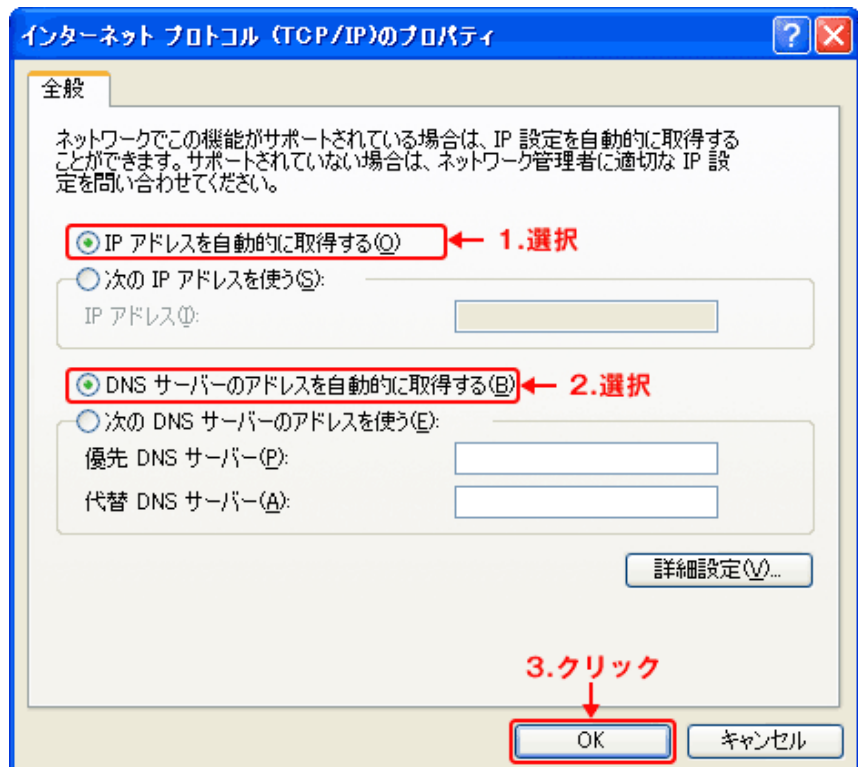 インターネット プロトコル (TCP/IP)のプロパティ
全般
ネットワークでこの機能がサポートされている場合は、IP 設定を自動的に取得する
ことができます。サポートされていない場合は、ネットワーク管理者に適切な IP 設
定を問い合わせてください。
IP アドレスを自動的に取得する(O) ← 1.選択
次の IP アドレスを使う(S):
IP アドレス(I):
DNS サーバーのアドレスを自動的に取得する(B) ← 2.選択
次の DNS サーバーのアドレスを使う(E):
優先 DNS サーバー(P):
代替 DNS サーバー(A):
詳細設定(V)...
3.クリック
OK キャンセル